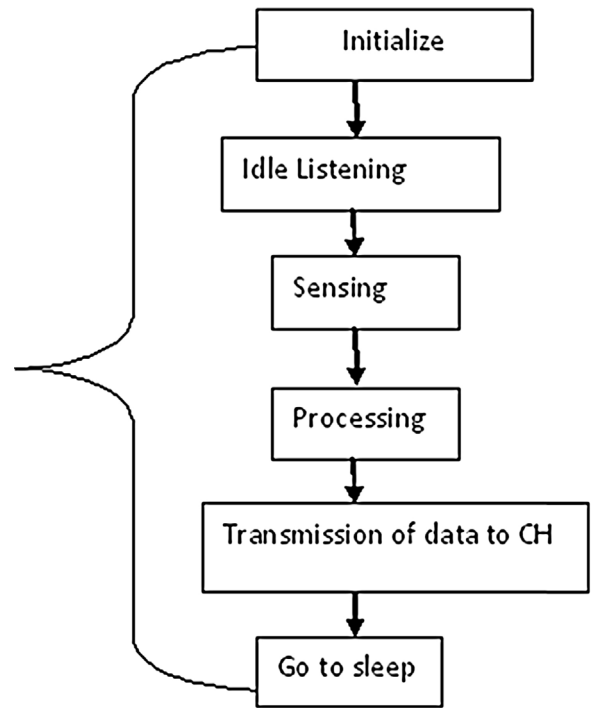 Initialize
Idle Listening
Sensing
Processing
Transmission of data to CH
Go to sleep